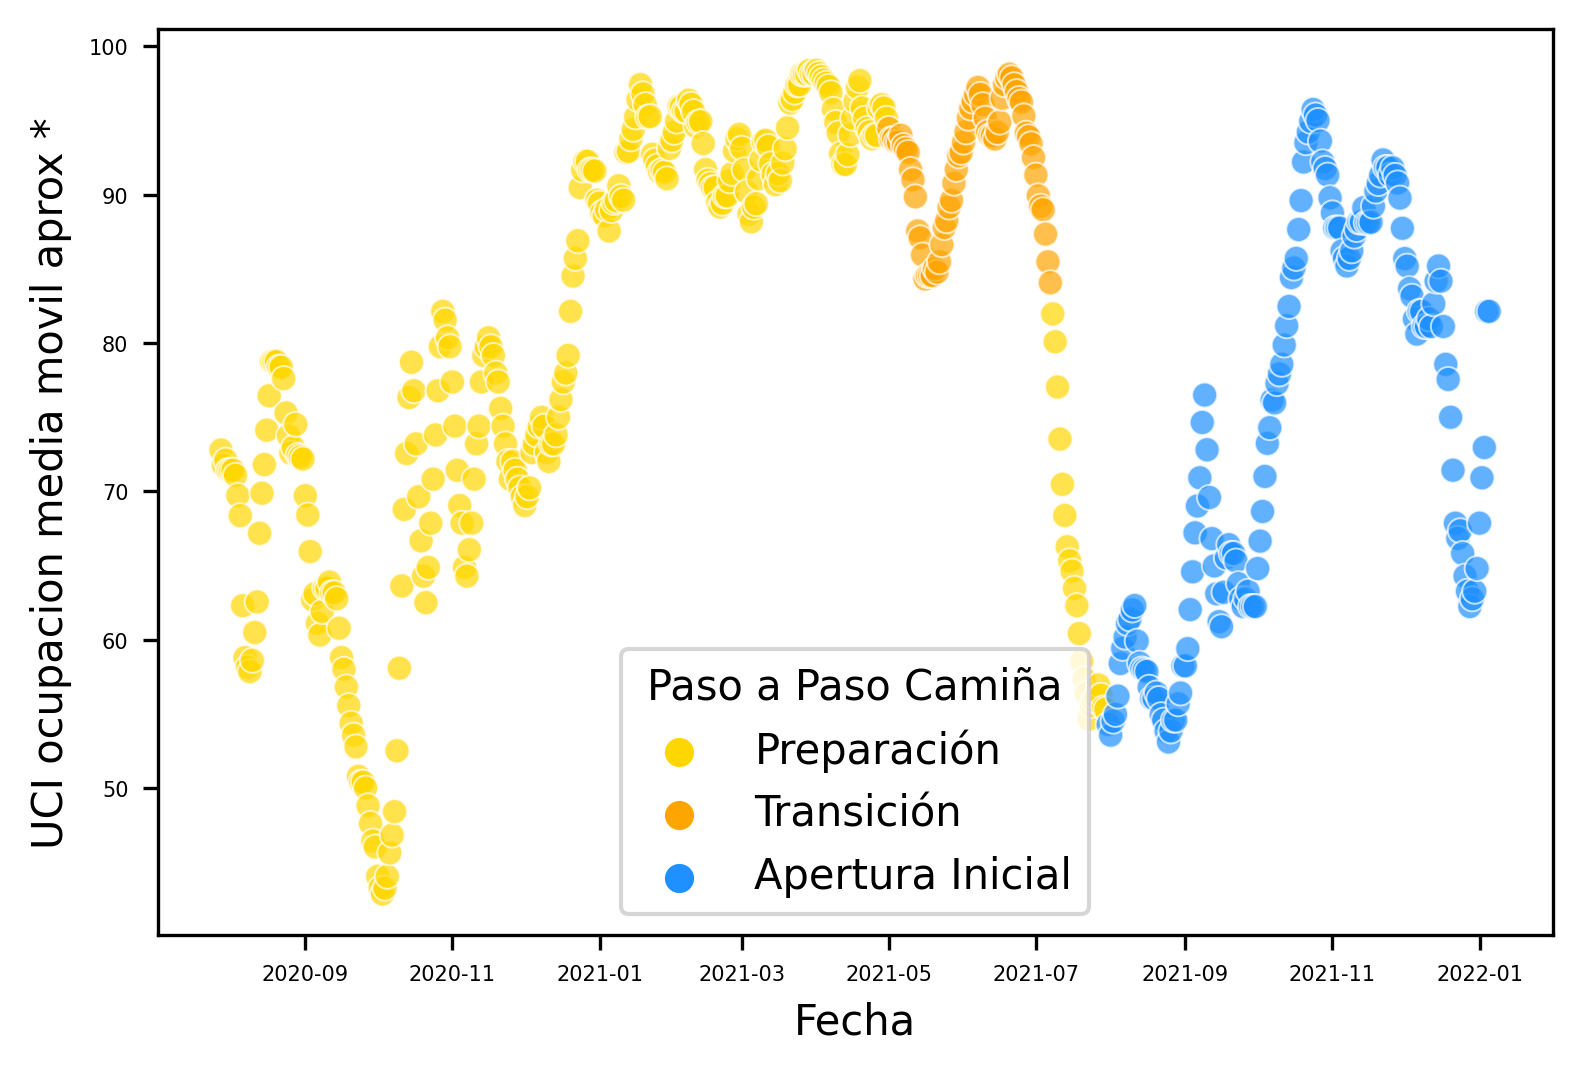 UCI ocupacion media movil aprox *
100
90
80
70
60
50
Paso a Paso Camiña
Preparación
Transición
Apertura Inicial
2020-09 2020-11 2021-01 2021-03 2021-05 2021-07 2021-09 2021-11 2022-01
Fecha